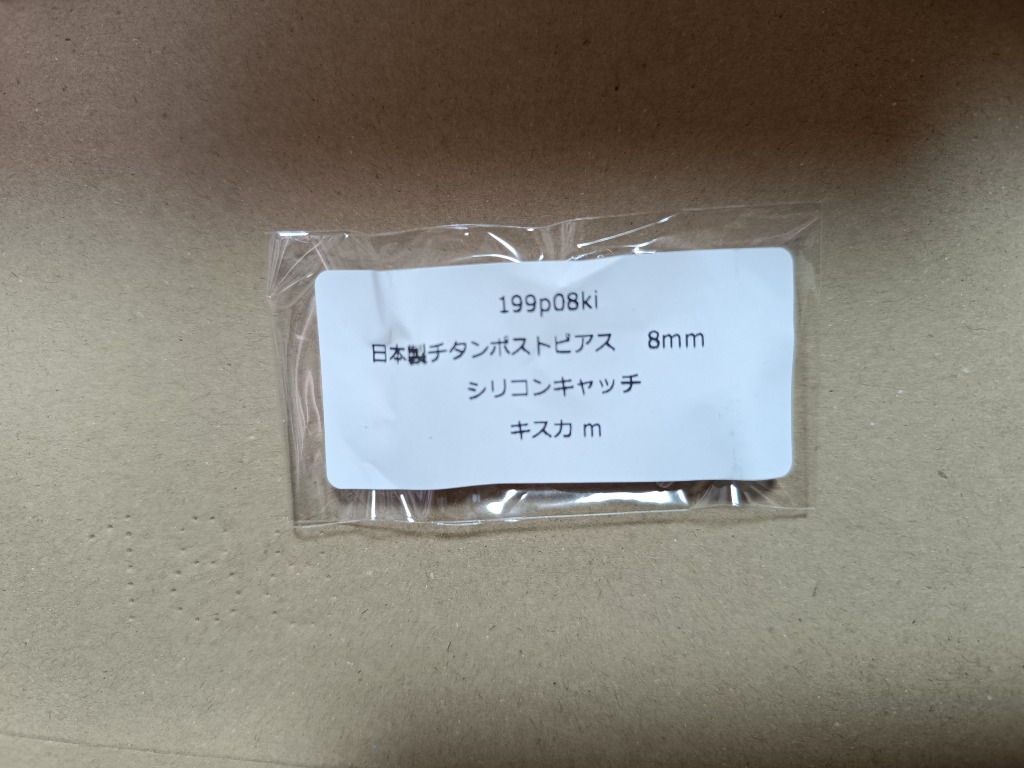 199p08ki
日本製チタンポストピアス 8mm
シリコンキャッチ
キスカ m